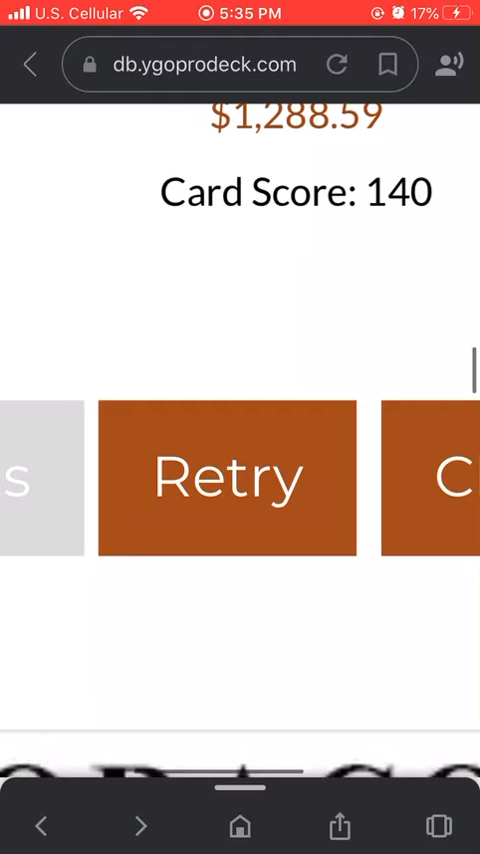 U.S. Cellular 5:35 PM 17%
db.ygoprodeck.com
$1,288.59
Card Score: 140
s Retry C